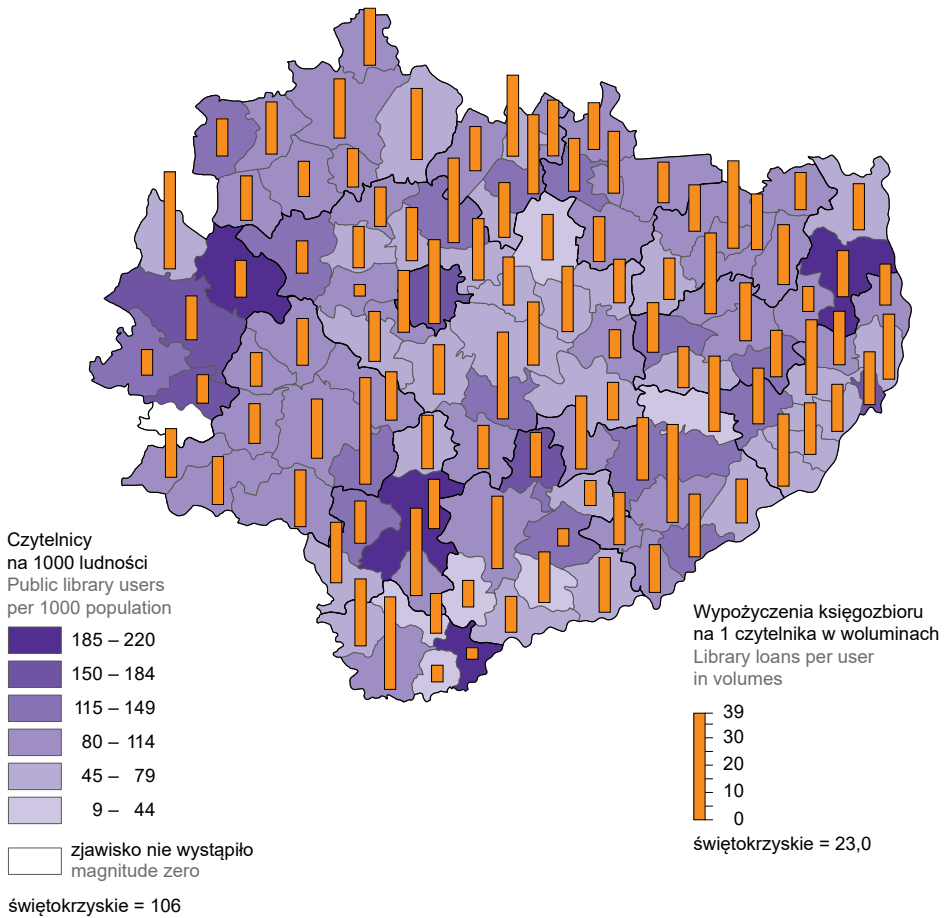 Czytelnicy
na 1000 ludności
Public library users
per 1000 population
185 – 220
150 – 184
115 – 149
80 – 114
45 – 79
9 – 44
zjawisko nie wystąpiło
magnitude zero
świętokrzyskie = 106
Wypożyczenia księgozbioru
na 1 czytelnika w woluminach
Library loans per user
in volumes
39
30
20
10
0
świętokrzyskie = 23,0